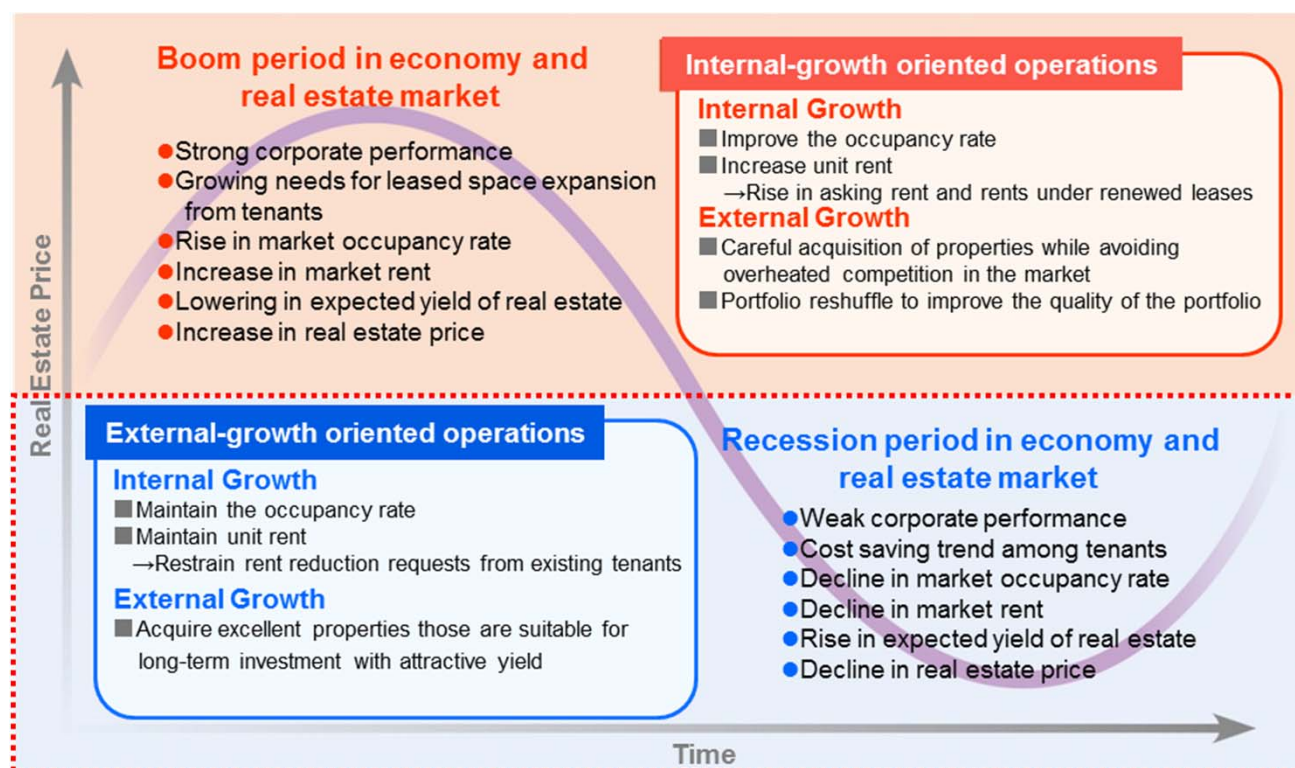 Boom period in economy and
real estate market
●Strong corporate performance
●Growing needs for leased space expansion
from tenants
●Rise in market occupancy rate
●Increase in market rent
●Lowering in expected yield of real estate
●Increase in real estate price
Internal-growth oriented operations
Internal Growth
■Improve the occupancy rate
■Increase unit rent
→Rise in asking rent and rents under renewed leases
External Growth
■Careful acquisition of properties while avoiding
overheated competition in the market
■Portfolio reshuffle to improve the quality of the portfolio
Real Estate Price
External-growth oriented operations
Internal Growth
■Maintain the occupancy rate
■Maintain unit rent
→Restrain rent reduction requests from existing tenants
External Growth
■Acquire excellent properties those are suitable for
long-term investment with attractive yield
Recession period in economy and
real estate market
●Weak corporate performance
●Cost saving trend among tenants
●Decline in market occupancy rate
●Decline in market rent
●Rise in expected yield of real estate
●Decline in real estate price
Time